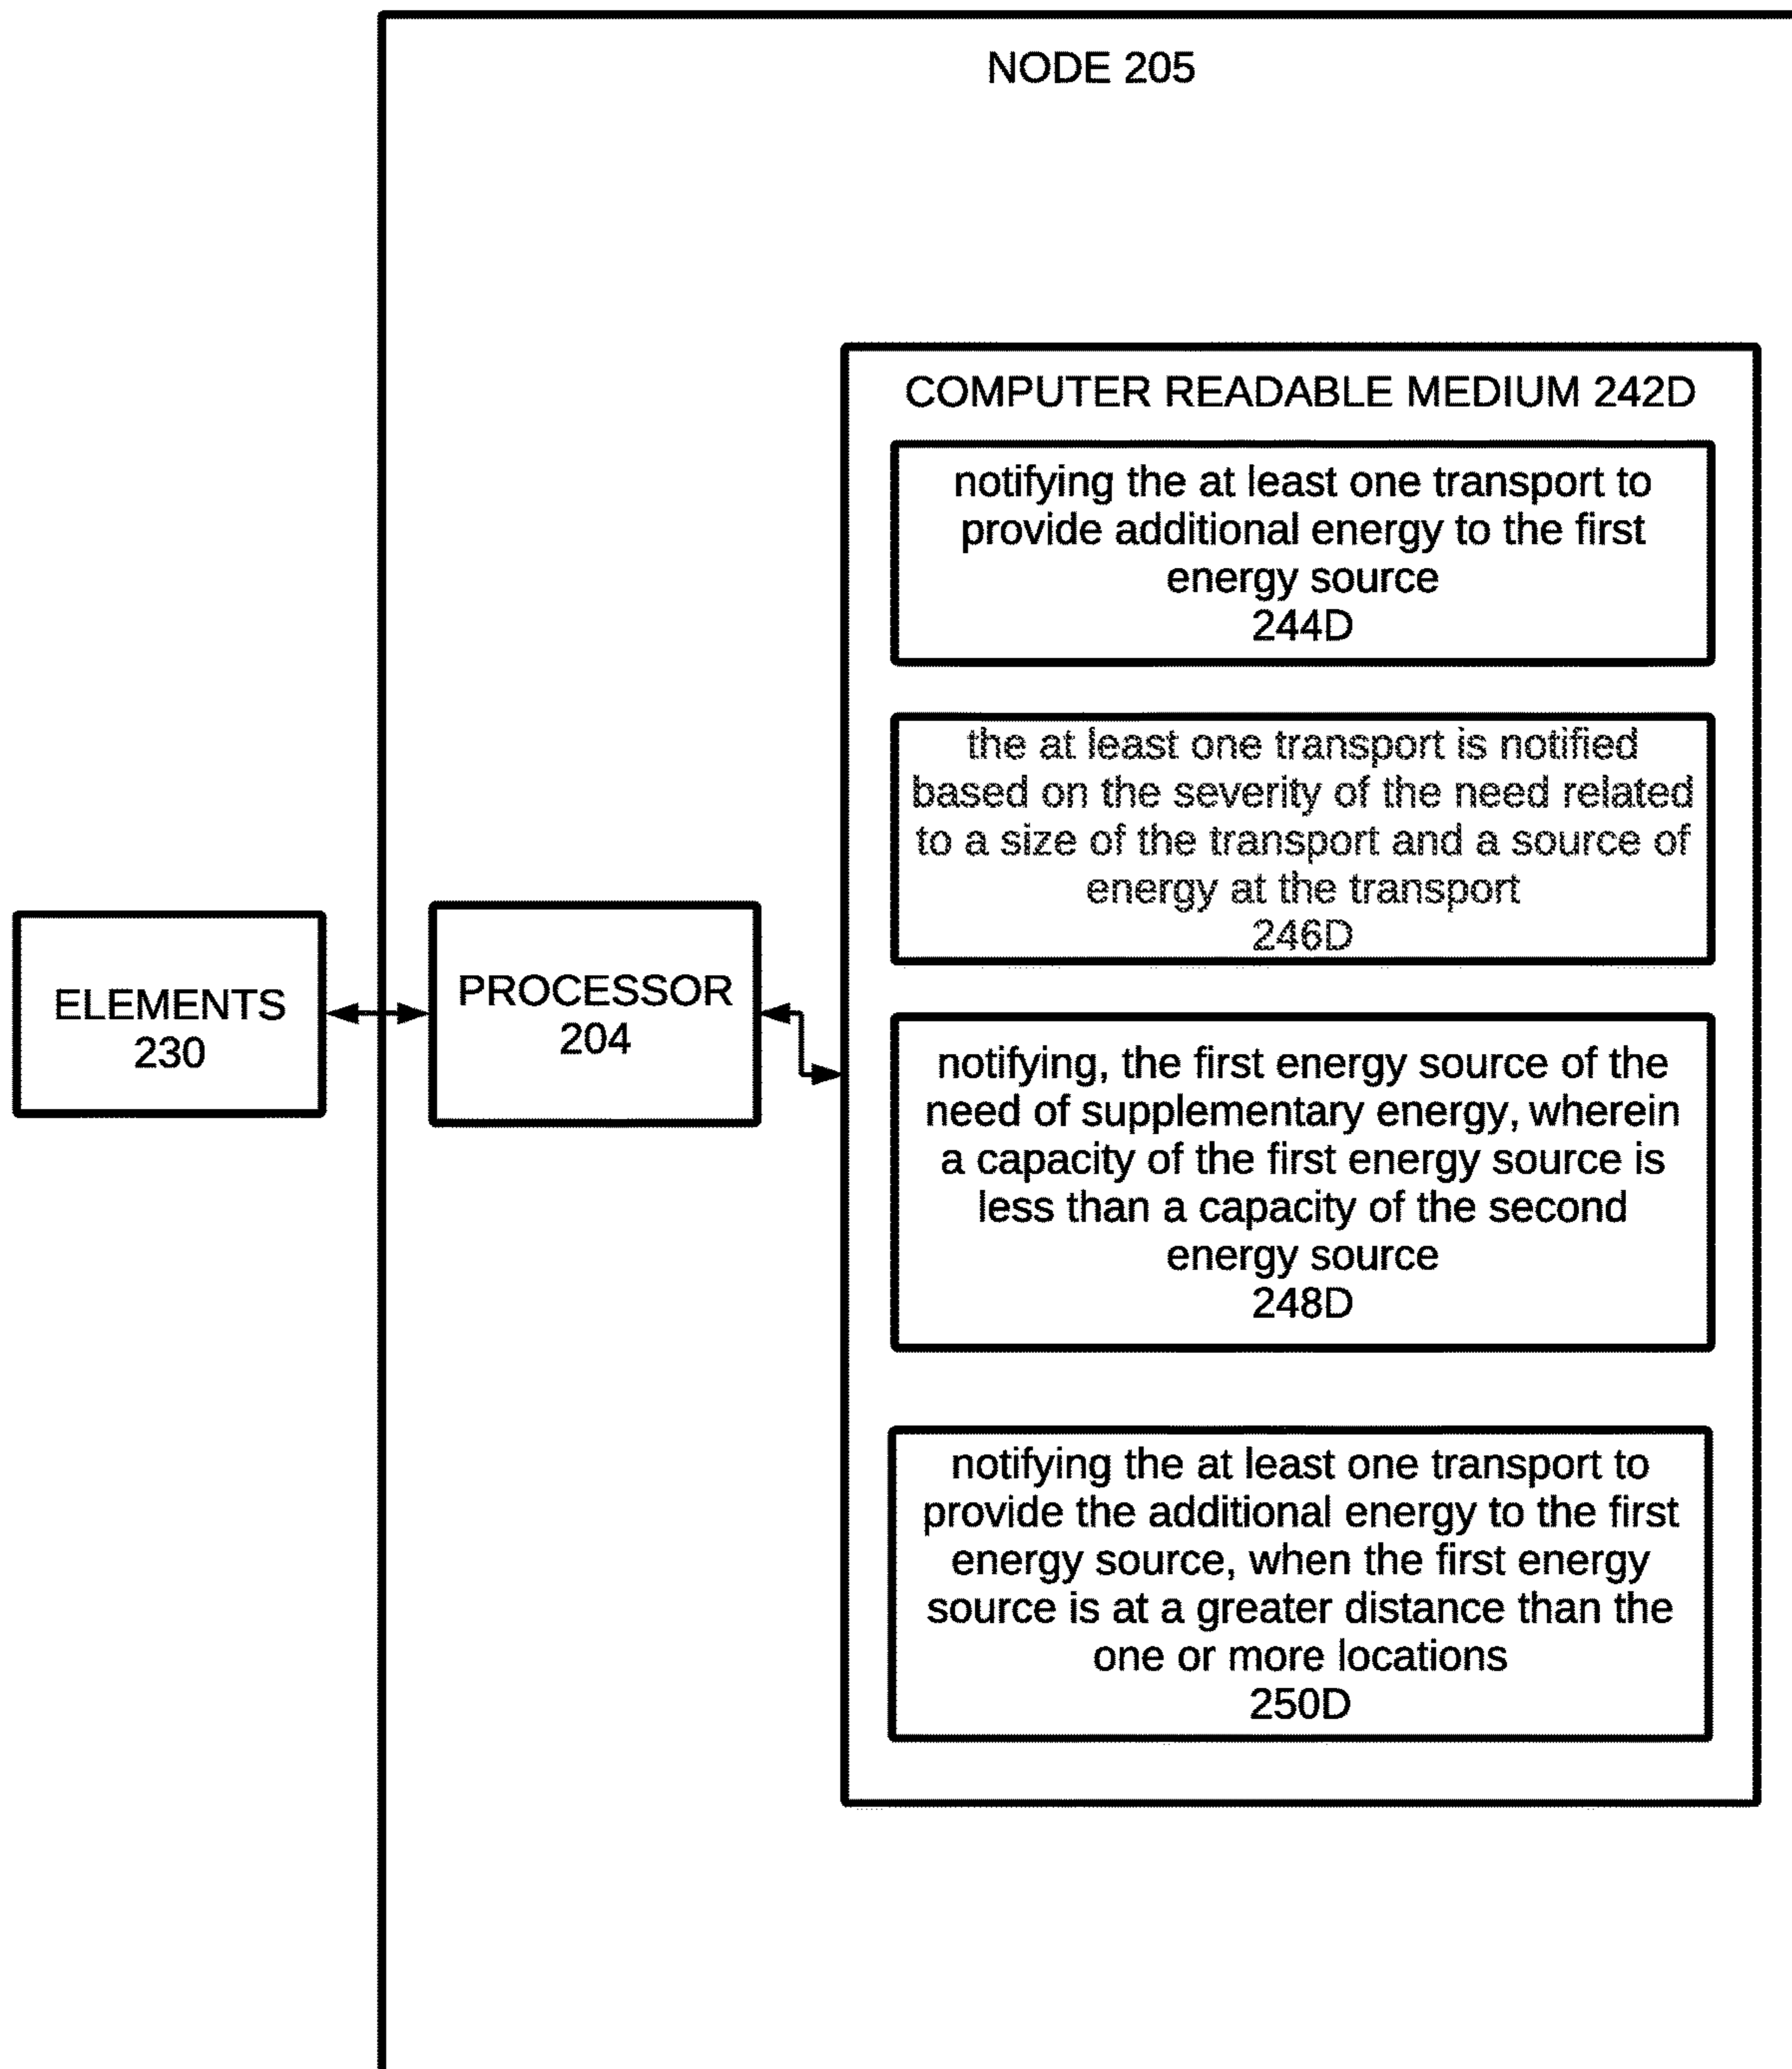 NODE 205
COMPUTER READABLE MEDIUM 242D
notifying the at least one transport to
provide additional energy to the first
energy source
244D
the at least one transport is notified
based on the severity of the need related
to a size of the transport and a source of
energy at the transport
246D
ELEMENTS
230
PROCESSOR
204
notifying, the first energy source of the
need of supplementary energy, wherein
a capacity of the first energy source is
less than a capacity of the second
energy source
248D
notifying the at least one transport to
provide the additional energy to the first
energy source, when the first energy
source is at a greater distance than the
one or more locations
250D